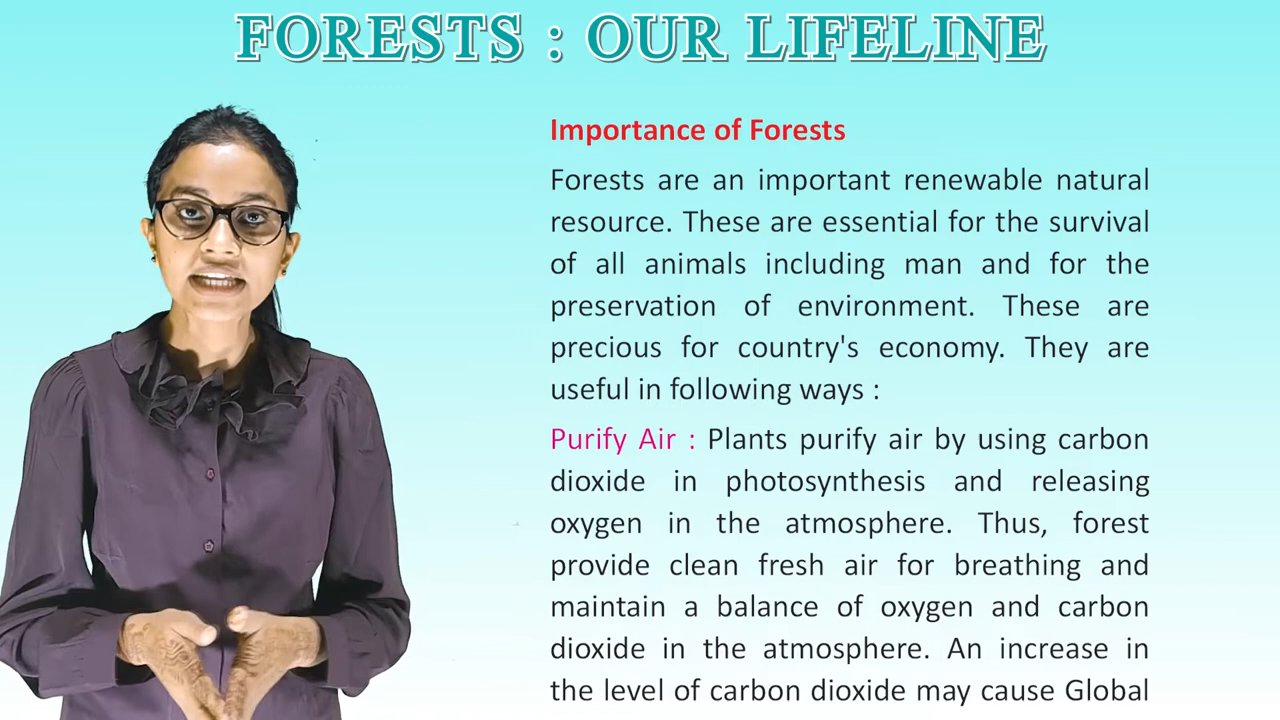 FORESTS : OUR LIFELINE
Importance of Forests
Forests are an important renewable natural
resource. These are essential for the survival
of all animals including man and for the
preservation of environment. These are
precious for country's economy. They are
useful in following ways :
Purify Air : Plants purify air by using carbon
dioxide in photosynthesis and releasing
oxygen in the atmosphere. Thus, forest
provide clean fresh air for breathing and
maintain a balance of oxygen and carbon
dioxide in the atmosphere. An increase in
the level of carbon dioxide may cause Global